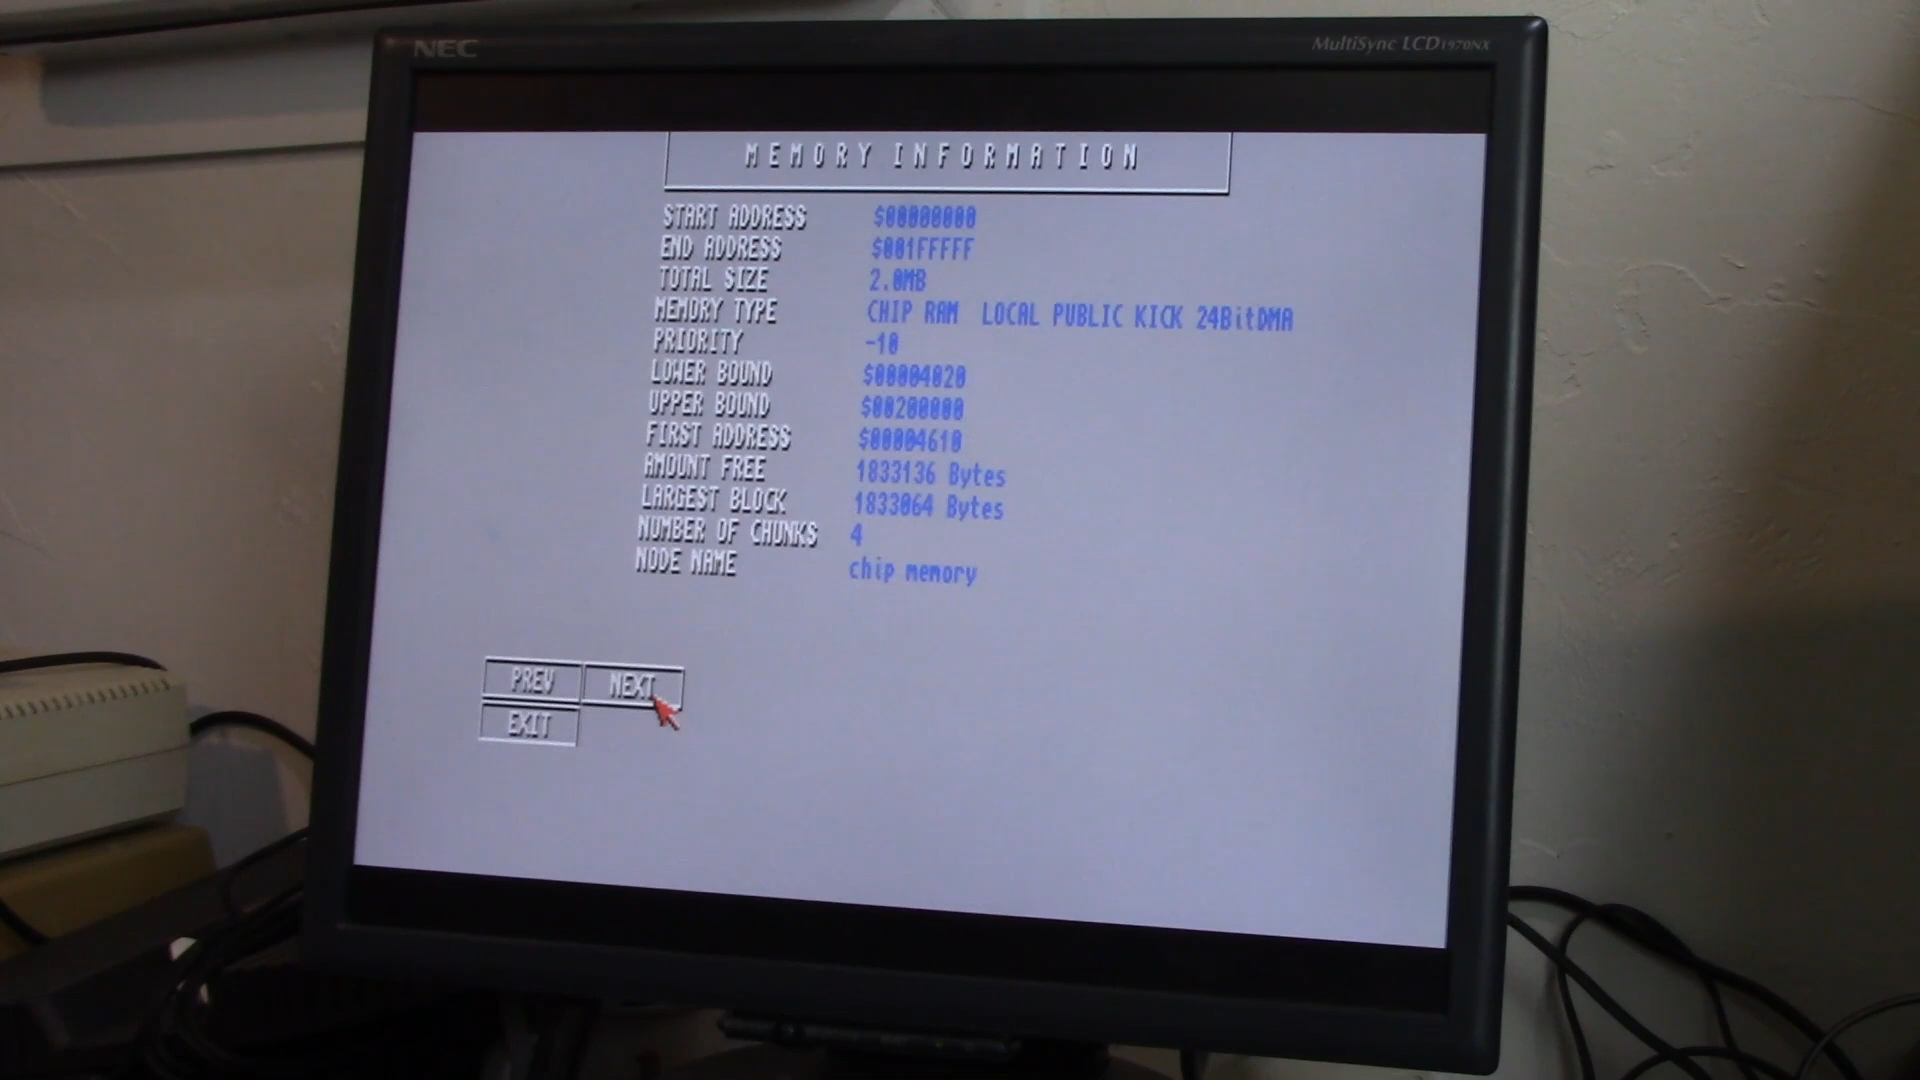 NEC
MultiSync LCD1970NX
MEMORY INFORMATION
START ADDRESS $00000000
END ADDRESS $001FFFFF
TOTAL SIZE 2.0MB
MEMORY TYPE CHIP RAM LOCAL PUBLIC KICK 24BitDMA
PRIORITY -10
LOWER BOUND $00004020
UPPER BOUND $00200000
FIRST ADDRESS $00004610
AMOUNT FREE 1833136 Bytes
LARGEST BLOCK 1833064 Bytes
NUMBER OF CHUNKS 4
NODE NAME chip memory
PREV NEXT
EXIT